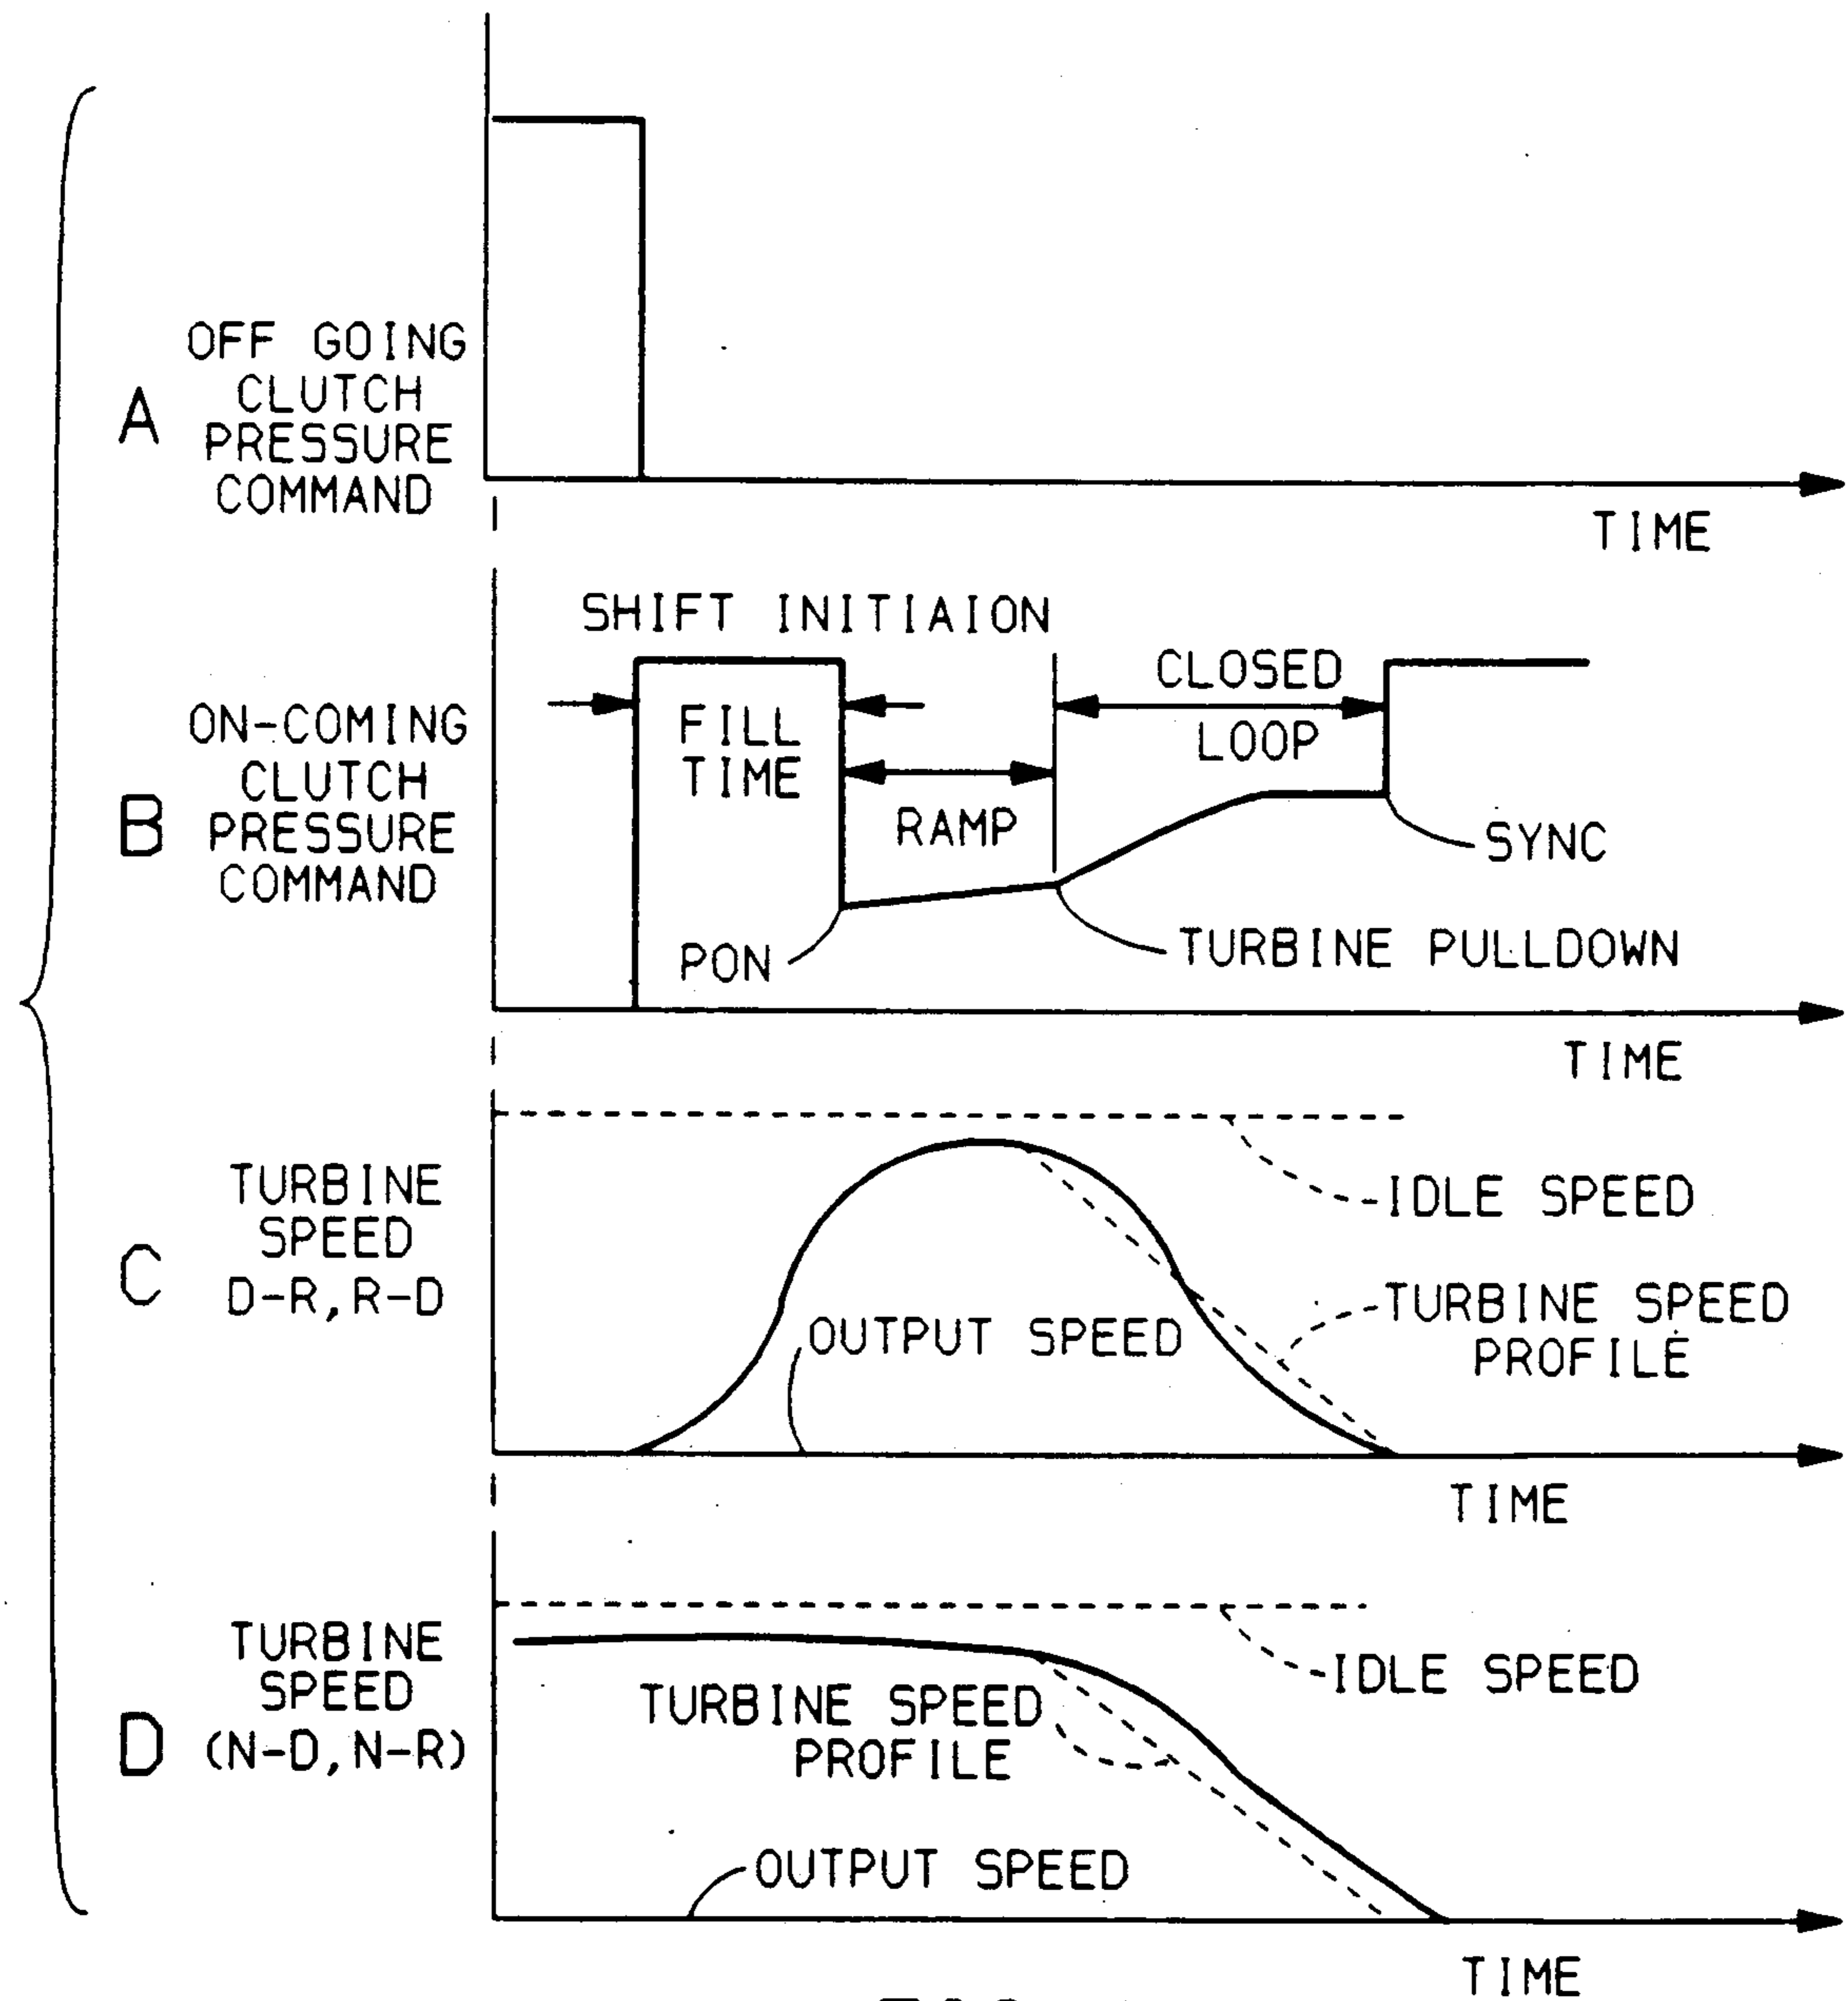 OFF GOING
CLUTCH
PRESSURE
COMMAND
A
TIME
SHIFT INITIAION
CLOSED
LOOP
FILL
TIME
RAMP
ON-COMING
CLUTCH
PRESSURE
COMMAND
B
SYNC
PON
TURBINE PULLDOWN
TIME
TURBINE
SPEED
D-R, R-D
C
IDLE SPEED
TURBINE SPEED
PROFILE
OUTPUT SPEED
TIME
TURBINE
SPEED
(N-D, N-R)
D
IDLE SPEED
TURBINE SPEED
PROFILE
OUTPUT SPEED
TIME